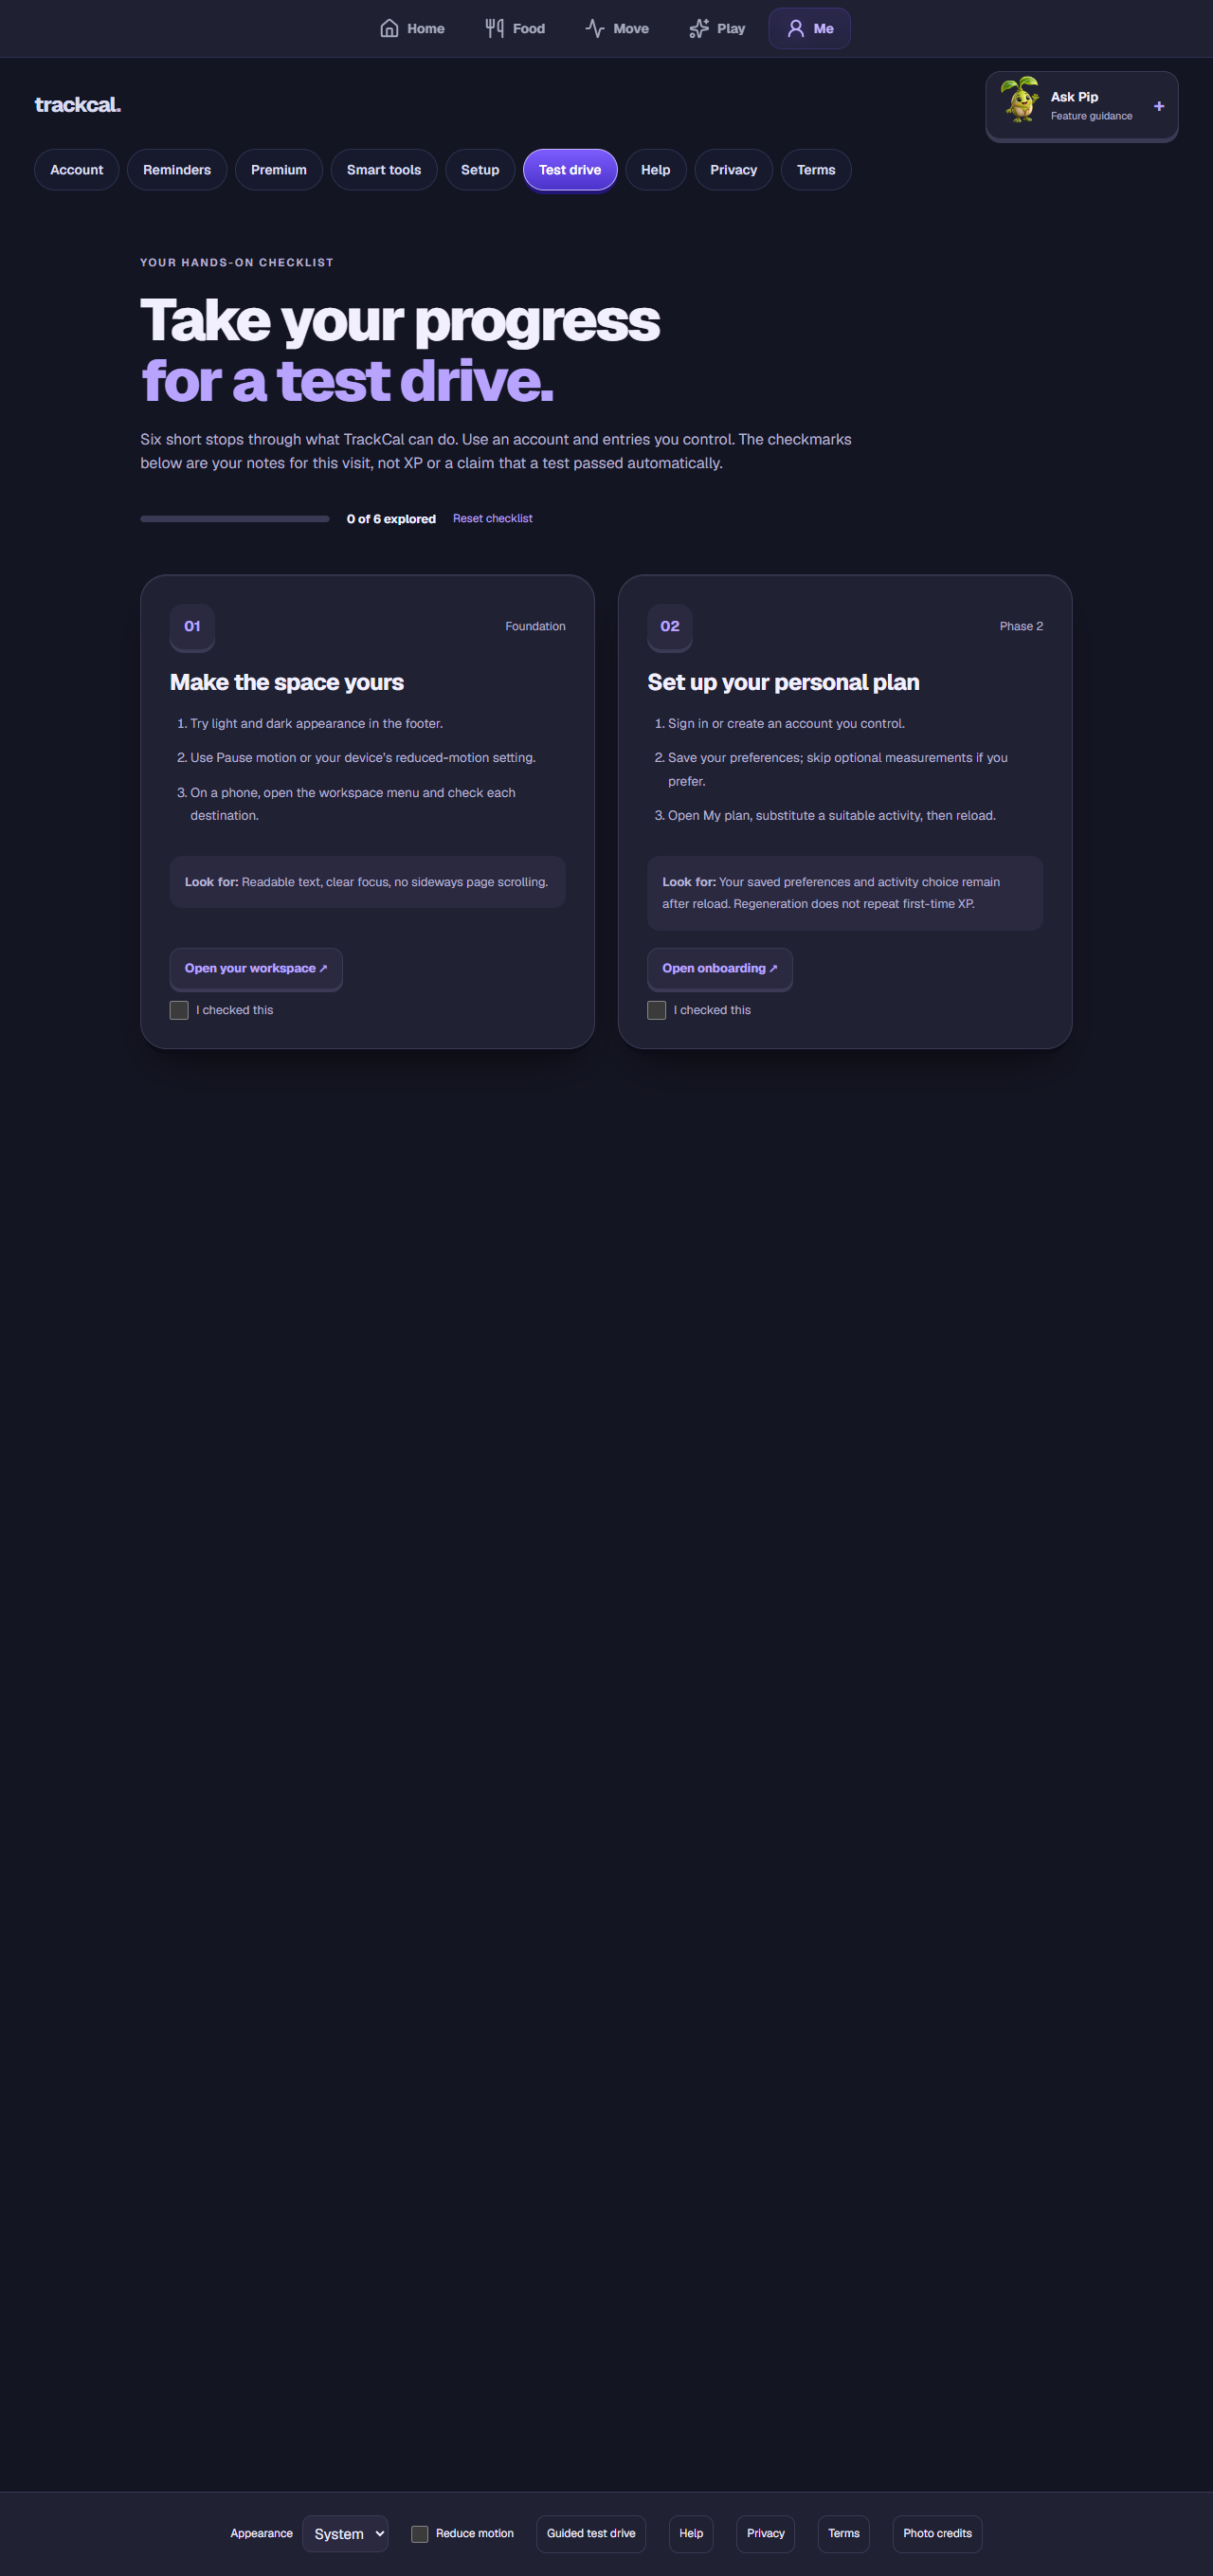 Home Food Move Play Me
trackcal.
Ask Pip
Feature guidance
+
Account Reminders Premium Smart tools Setup Test drive Help Privacy Terms
YOUR HANDS-ON CHECKLIST
Take your progress
for a test drive.
Six short stops through what TrackCal can do. Use an account and entries you control. The checkmarks
below are your notes for this visit, not XP or a claim that a test passed automatically.
0 of 6 explored Reset checklist
01 Foundation
Make the space yours
1. Try light and dark appearance in the footer.
2. Use Pause motion or your device's reduced-motion setting.
3. On a phone, open the workspace menu and check each
destination.
Look for: Readable text, clear focus, no sideways page scrolling.
Open your workspace ↗
I checked this
02 Phase 2
Set up your personal plan
1. Sign in or create an account you control.
2. Save your preferences; skip optional measurements if you
prefer.
3. Open My plan, substitute a suitable activity, then reload.
Look for: Your saved preferences and activity choice remain
after reload. Regeneration does not repeat first-time XP.
Open onboarding ↗
I checked this
Appearance System Reduce motion Guided test drive Help Privacy Terms Photo credits